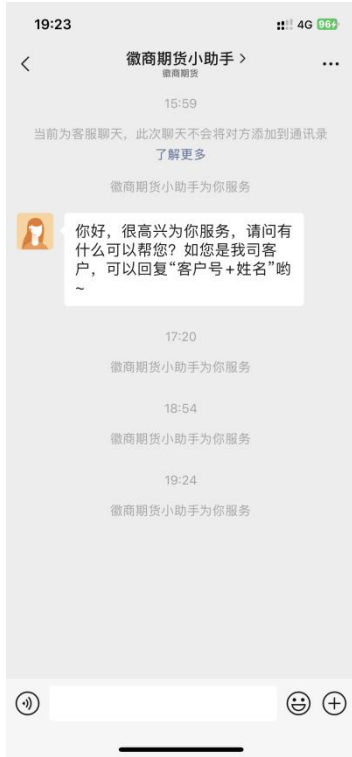 19:23
4G 96
徽商期货小助手
徽商期货
15:59
当前为客服聊天，此次聊天不会将对方添加到通讯录
了解更多
徽商期货小助手为你服务
你好，很高兴为你服务，请问有
什么可以帮您？如您是我司客
户，可以回复“客户号+姓名”哟
~
17:20
徽商期货小助手为你服务
18:54
徽商期货小助手为你服务
19:24
徽商期货小助手为你服务